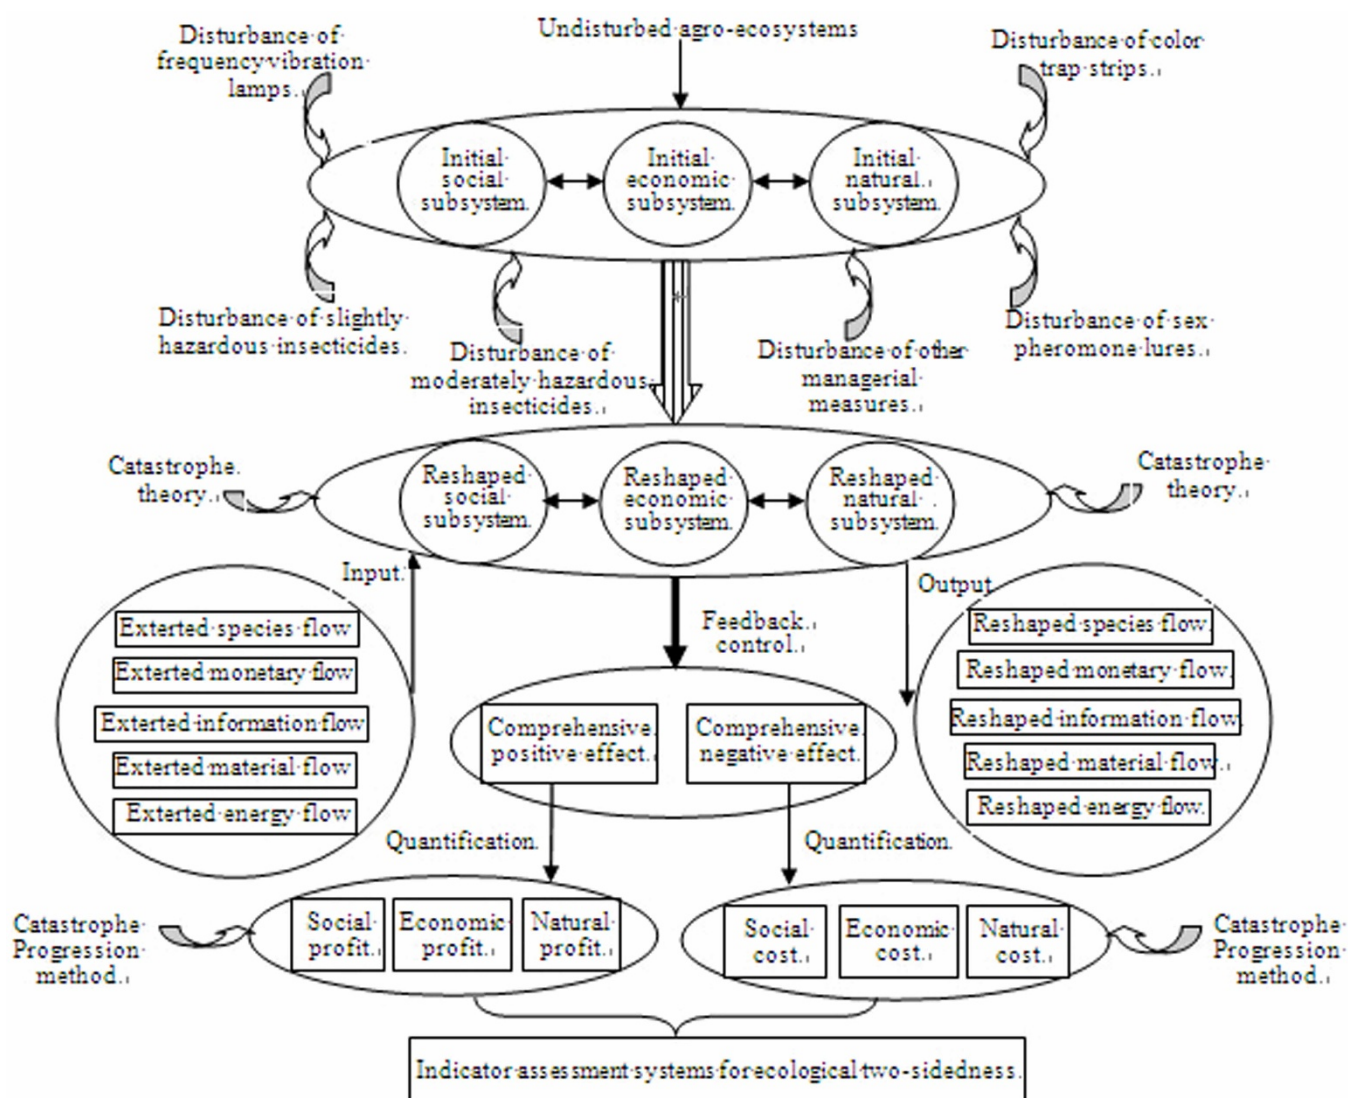 Undisturbed agro-ecosystems
Disturbance of
frequency vibration
lamps.
Disturbance of color
trap strips.
Initial
social
subsystem.
Initial
economic
subsystem.
Initial
natural.
subsystem.
Disturbance of slightly
hazardous insecticides.
Disturbance of
moderately hazardous
insecticides.
Disturbance of other
managerial
measures.
Disturbance of sex
pheromone lures.
Catastrophe.
theory.
Reshaped
social
subsystem.
Reshaped
economic
subsystem.
Reshaped
natural .
subsystem.
Catastrophe
theory.
Input.
Output
Exterted species flow
Exterted monetary flow
Exterted information flow
Exterted material flow
Exterted energy flow
Feedback.
control.
Reshaped species flow.
Reshaped monetary flow.
Reshaped information flow.
Reshaped material flow.
Reshaped energy flow.
Comprehensive.
positive effect.
Comprehensive.
negative effect.
Quantification.
Quantification.
Catastrophe
Progression
method.
Social
profit.
Economic
profit.
Natural
profit.
Social
cost.
Economic
cost.
Natural
cost.
Catastrophe
Progression
method.
Indicator assessment systems for ecological two-sidedness.